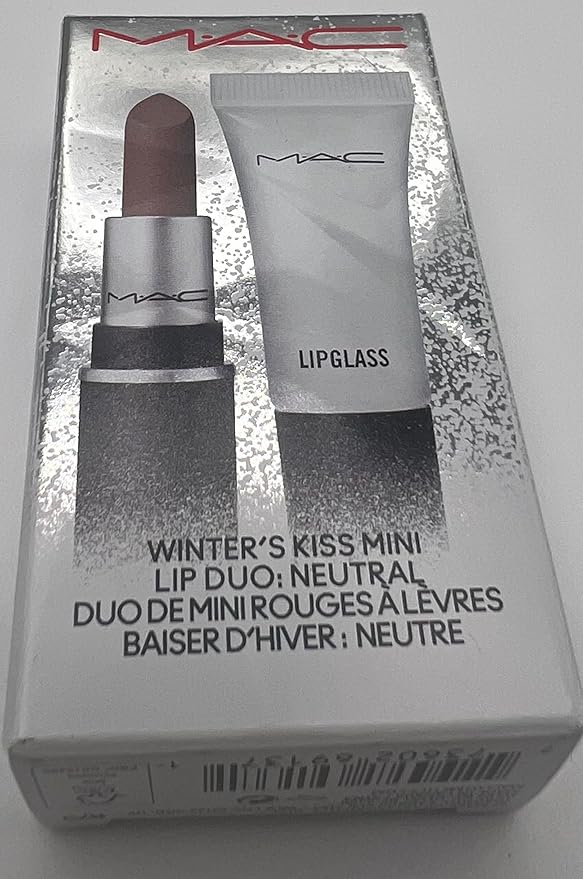 M·A·C
M·A·C
M·A·C
LIPGLASS
WINTER'S KISS MINI
LIP DUO: NEUTRAL
DUO DE MINI ROUGES À LÈVRES
BAISER D'HIVER : NEUTRE